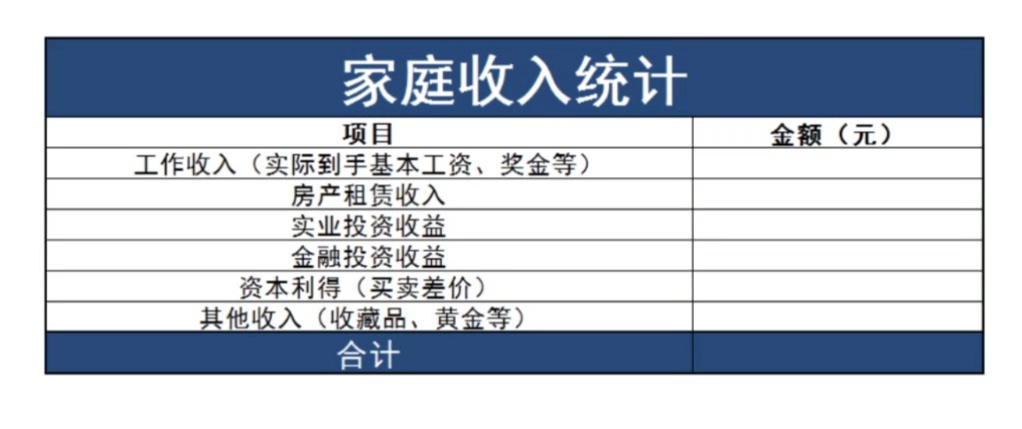 家庭收入统计
项目 金额（元）
工作收入（实际到手基本工资、奖金等）
房产租赁收入
实业投资收益
金融投资收益
资本利得（买卖差价）
其他收入（收藏品、黄金等）
合计